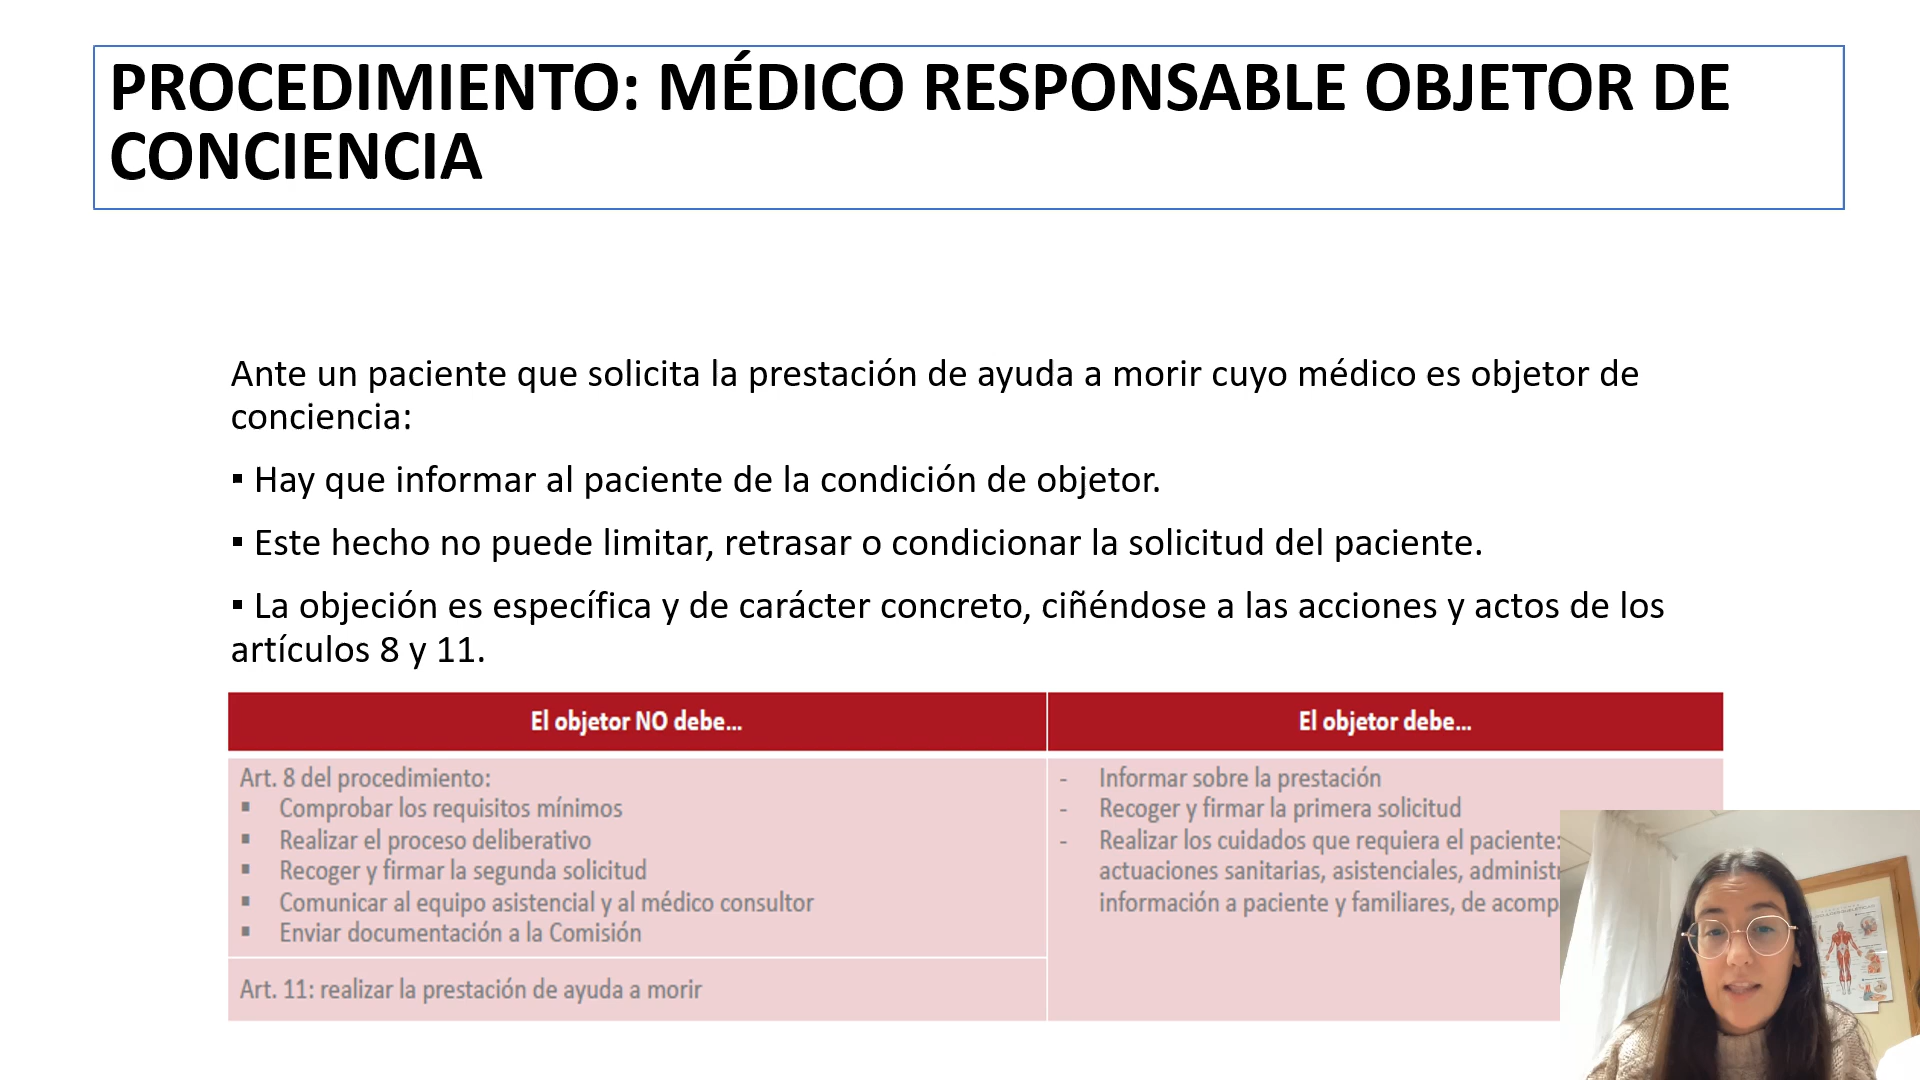 PROCEDIMIENTO: MÉDICO RESPONSABLE OBJETOR DE
CONCIENCIA
Ante un paciente que solicita la prestación de ayuda a morir cuyo médico es objetor de
conciencia:
▪ Hay que informar al paciente de la condición de objetor.
▪ Este hecho no puede limitar, retrasar o condicionar la solicitud del paciente.
▪ La objeción es específica y de carácter concreto, ciñéndose a las acciones y actos de los
artículos 8 y 11.
El objetor NO debe...
Art. 8 del procedimiento:
▪ Comprobar los requisitos mínimos
▪ Realizar el proceso deliberativo
▪ Recoger y firmar la segunda solicitud
▪ Comunicar al equipo asistencial y al médico consultor
▪ Enviar documentación a la Comisión
Art. 11: realizar la prestación de ayuda a morir
El objetor debe...
- Informar sobre la prestación
- Recoger y firmar la primera solicitud
- Realizar los cuidados que requiera el paciente:
actuaciones sanitarias, asistenciales,
información a paciente y familiares, de